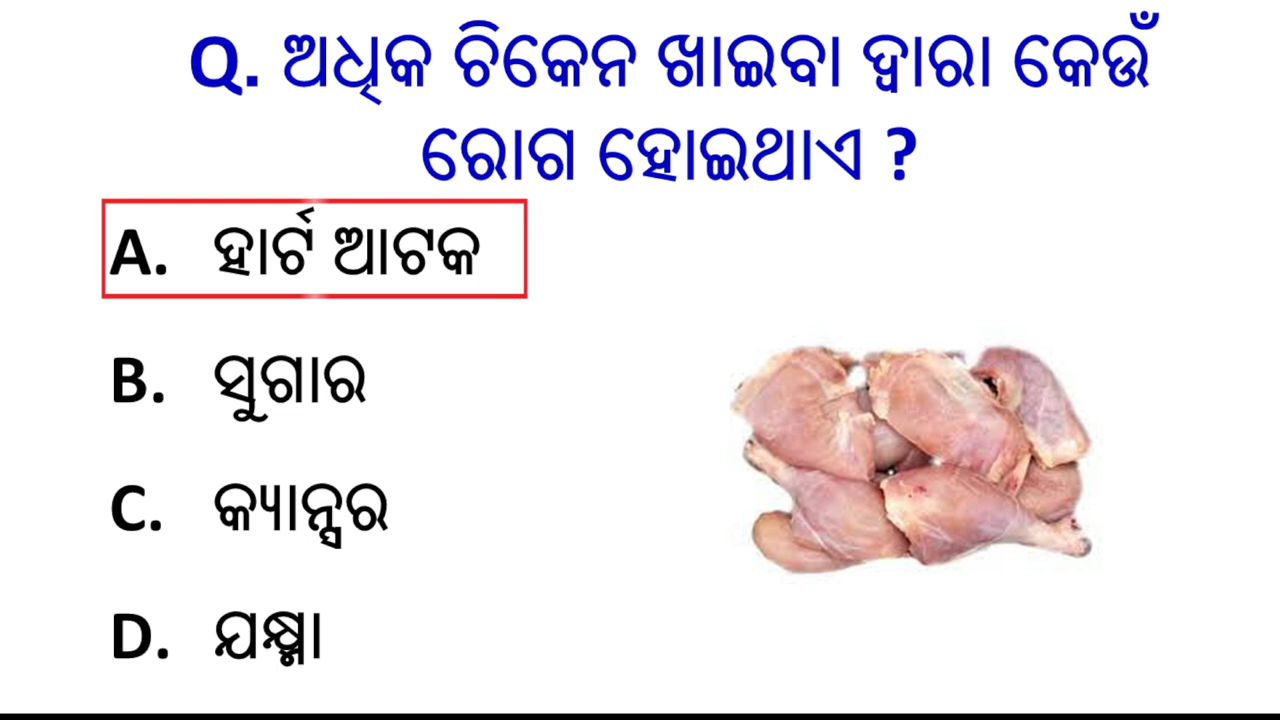 Q. ଅଧିକ ଚିକେନ ଖାଇବା ଦ୍ୱାରା କେଉଁ
ରୋଗ ହୋଇଥାଏ ?
A. ହାର୍ଟ ଆଟକ
B. ସୁଗାର
C. କ୍ୟାନ୍ସର
D. ଯକ୍ଷ୍ମା